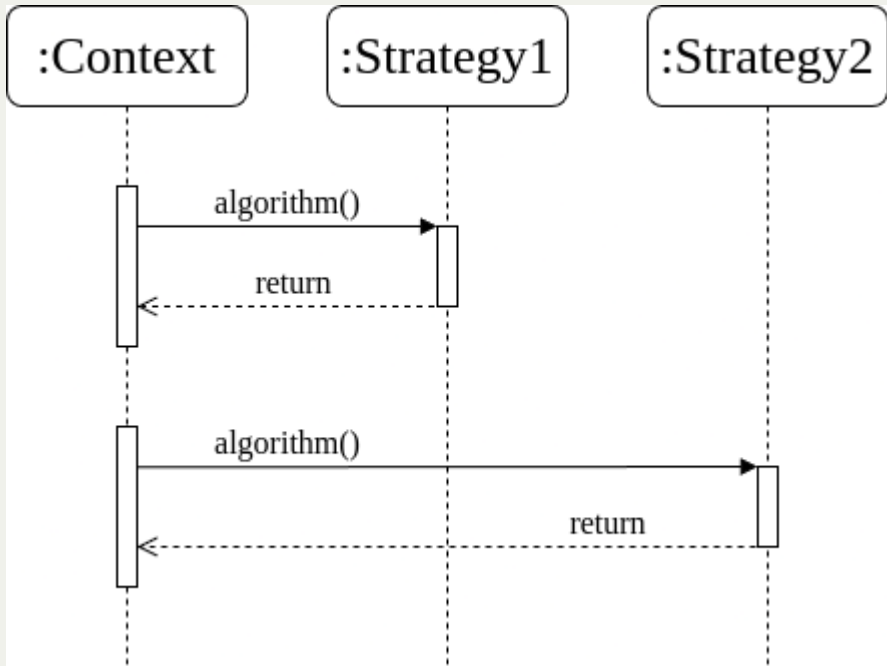 :Context
:Strategy1
:Strategy2
algorithm()
return
algorithm()
return